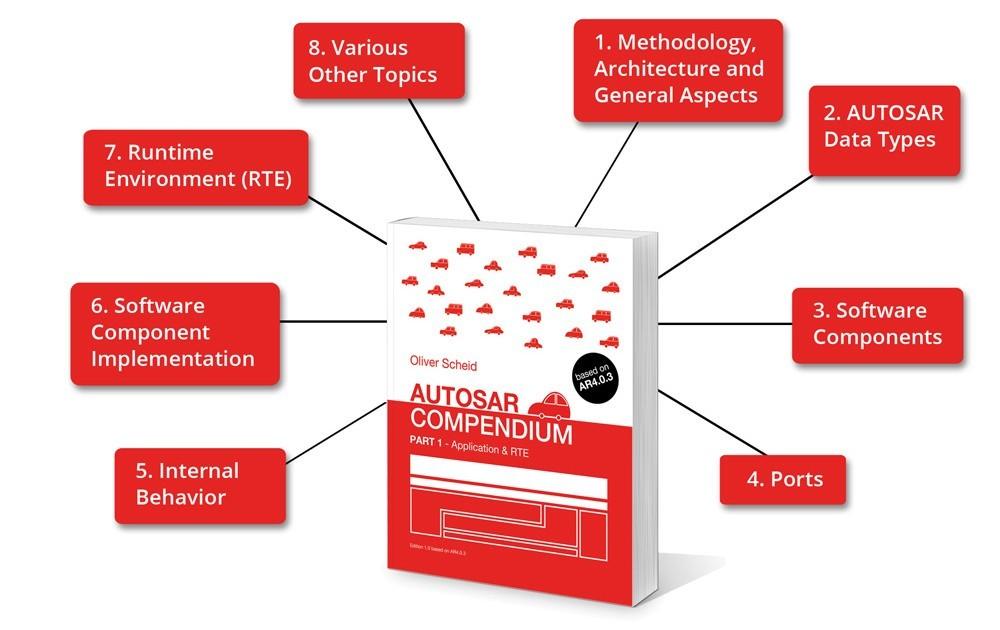 8. Various
Other Topics
1. Methodology,
Architecture and
General Aspects
2. AUTOSAR
Data Types
7. Runtime
Environment (RTE)
6. Software
Component
Implementation
3. Software
Components
5. Internal
Behavior
4. Ports
Oliver Scheid
based on
AR4.0.3
AUTOSAR
COMPENDIUM
PART 1 - Application & RTE
Edition 1.0 based on AR4.0.3